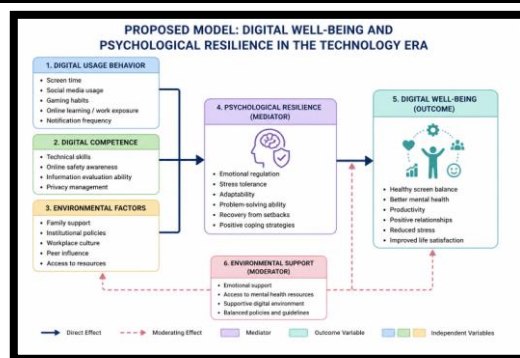 PROPOSED MODEL: DIGITAL WELL-BEING AND
PSYCHOLOGICAL RESILIENCE IN THE TECHNOLOGY ERA
1. DIGITAL USAGE BEHAVIOR
• Screen time
• Social media usage
• Gaming habits
• Online learning / work exposure
• Notification frequency
2. DIGITAL COMPETENCE
• Technical skills
• Online safety awareness
• Information evaluation ability
• Privacy management
3. ENVIRONMENTAL FACTORS
• Family support
• Institutional policies
• Workplace culture
• Peer influence
• Access to resources
4. PSYCHOLOGICAL RESILIENCE
(MEDIATOR)
• Emotional regulation
• Stress tolerance
• Adaptability
• Problem-solving ability
• Recovery from setbacks
• Positive coping strategies
5. DIGITAL WELL-BEING
(OUTCOME)
• Healthy screen balance
• Better mental health
• Productivity
• Positive relationships
• Reduced stress
• Improved life satisfaction
6. ENVIRONMENTAL SUPPORT
(MODERATOR)
• Emotional support
• Access to mental health resources
• Supportive digital environment
• Balanced policies and guidelines
Direct Effect
Moderating Effect
Mediator
Outcome Variable
Independent Variables